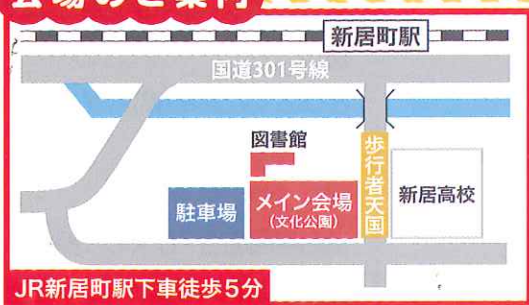 会場のご案内
新居町駅
国道301号線
図書館
歩行者天国
駐車場
メイン会場
（文化公園）
新居高校
JR新居町駅下車徒歩5分